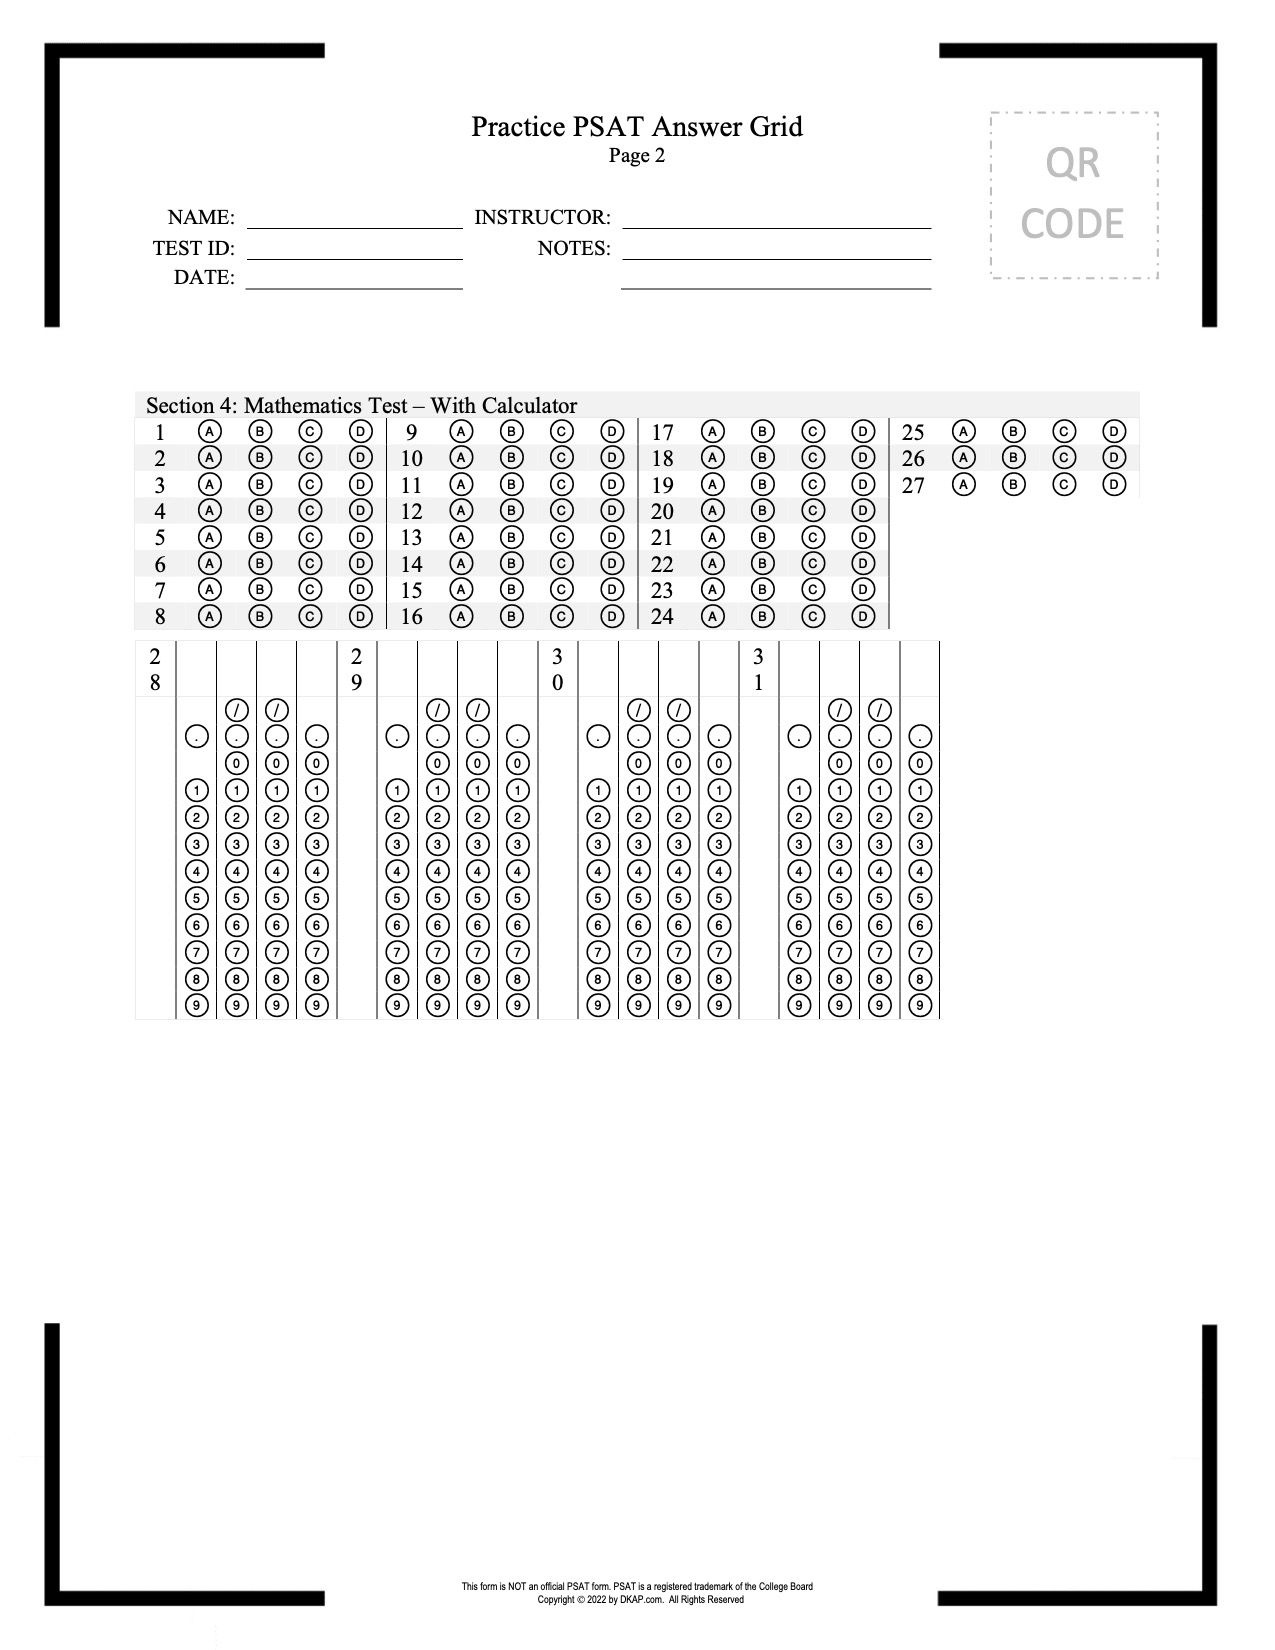 Practice PSAT Answer Grid
Page 2
QR
CODE
NAME: INSTRUCTOR:
TEST ID: NOTES:
DATE:
Section 4: Mathematics Test – With Calculator
1 A B C D 9 A B C D 17 A B C D 25 A B C D
2 A B C D 10 A B C D 18 A B C D 26 A B C D
3 A B C D 11 A B C D 19 A B C D 27 A B C D
4 A B C D 12 A B C D 20 A B C D
5 A B C D 13 A B C D 21 A B C D
6 A B C D 14 A B C D 22 A B C D
7 A B C D 15 A B C D 23 A B C D
8 A B C D 16 A B C D 24 A B C D
2 2 3 3
8 9 0 1
/ / / / / / / /
. . . . . . . . . . . . . . . .
0 0 0 0 0 0 0 0 0 0 0 0
1 1 1 1 1 1 1 1 1 1 1 1 1 1 1 1
2 2 2 2 2 2 2 2 2 2 2 2 2 2 2 2
3 3 3 3 3 3 3 3 3 3 3 3 3 3 3 3
4 4 4 4 4 4 4 4 4 4 4 4 4 4 4 4
5 5 5 5 5 5 5 5 5 5 5 5 5 5 5 5
6 6 6 6 6 6 6 6 6 6 6 6 6 6 6 6
7 7 7 7 7 7 7 7 7 7 7 7 7 7 7 7
8 8 8 8 8 8 8 8 8 8 8 8 8 8 8 8
9 9 9 9 9 9 9 9 9 9 9 9 9 9 9 9
This form is NOT an official PSAT form. PSAT is a registered trademark of the College Board
Copyright © 2022 by DKAP.com. All Rights Reserved